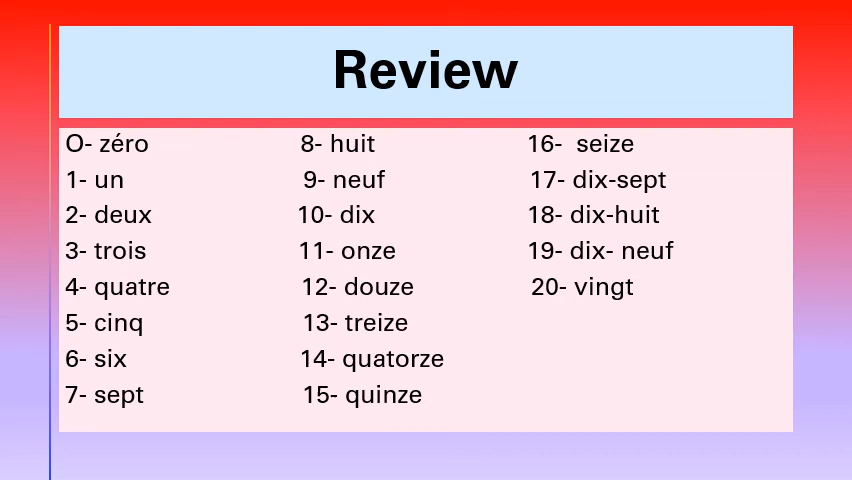 Review
O- zéro
1- un
2- deux
3- trois
4- quatre
5- cinq
6- six
7- sept
8- huit
9- neuf
10- dix
11- onze
12- douze
13- treize
14- quatorze
15- quinze
16-  seize
17- dix-sept
18- dix-huit
19- dix- neuf
20- vingt